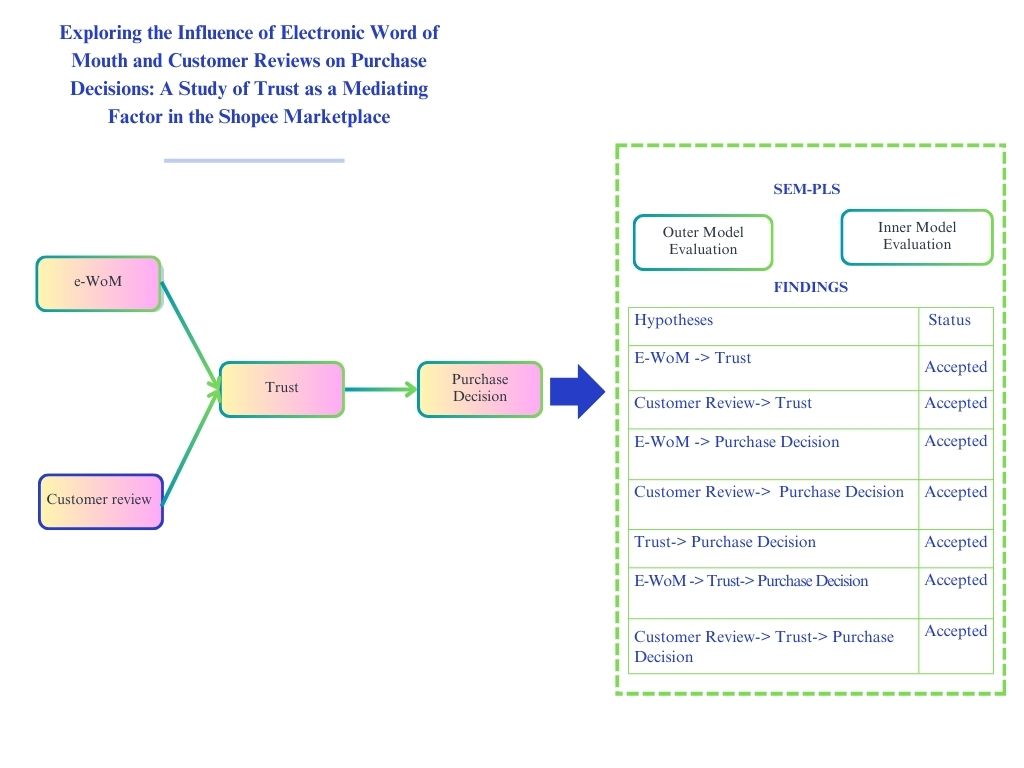 Exploring the Influence of Electronic Word of
Mouth and Customer Reviews on Purchase
Decisions: A Study of Trust as a Mediating
Factor in the Shopee Marketplace
e-WoM
Customer review
Trust
Purchase
Decision
SEM-PLS
Outer Model
Evaluation
Inner Model
Evaluation
FINDINGS
Hypotheses Status
E-WoM -> Trust Accepted
Customer Review-> Trust Accepted
E-WoM -> Purchase Decision Accepted
Customer Review-> Purchase Decision Accepted
Trust-> Purchase Decision Accepted
E-WoM -> Trust-> Purchase Decision Accepted
Customer Review-> Trust-> Purchase Accepted
Decision